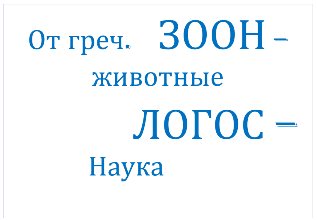 От греч. ЗООН –
животные
ЛОГОС –
Наука